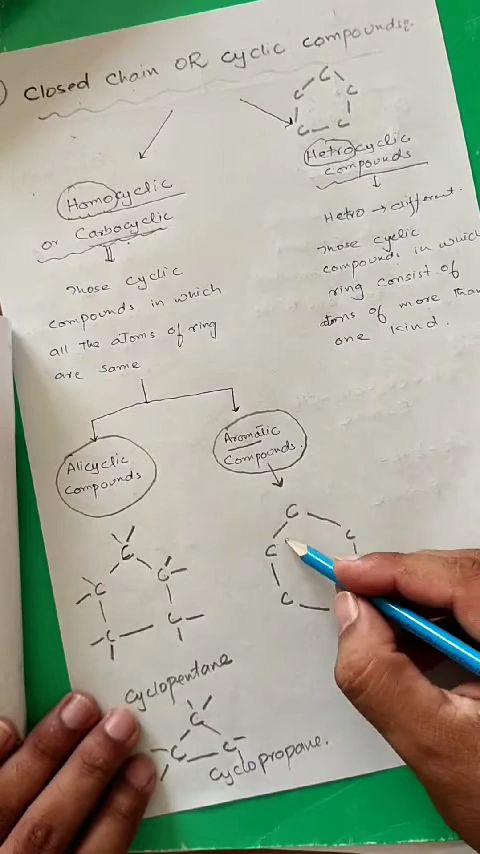 Closed Chain OR Cyclic Compounds:-
C
C C
C C
Hetrocyclic
Compounds
Homocyclic
or Carbocyclic
Hetro → different.
Those cyclic
compounds in which
ring consist of
atoms of more than
one kind.
Those cyclic
compounds in which
all the atoms of ring
are same
Alicyclic
Compounds
Aromatic
Compounds.
C
C C
C C
Cyclopentane
C
C C
Cyclopropane.
C
C C
C